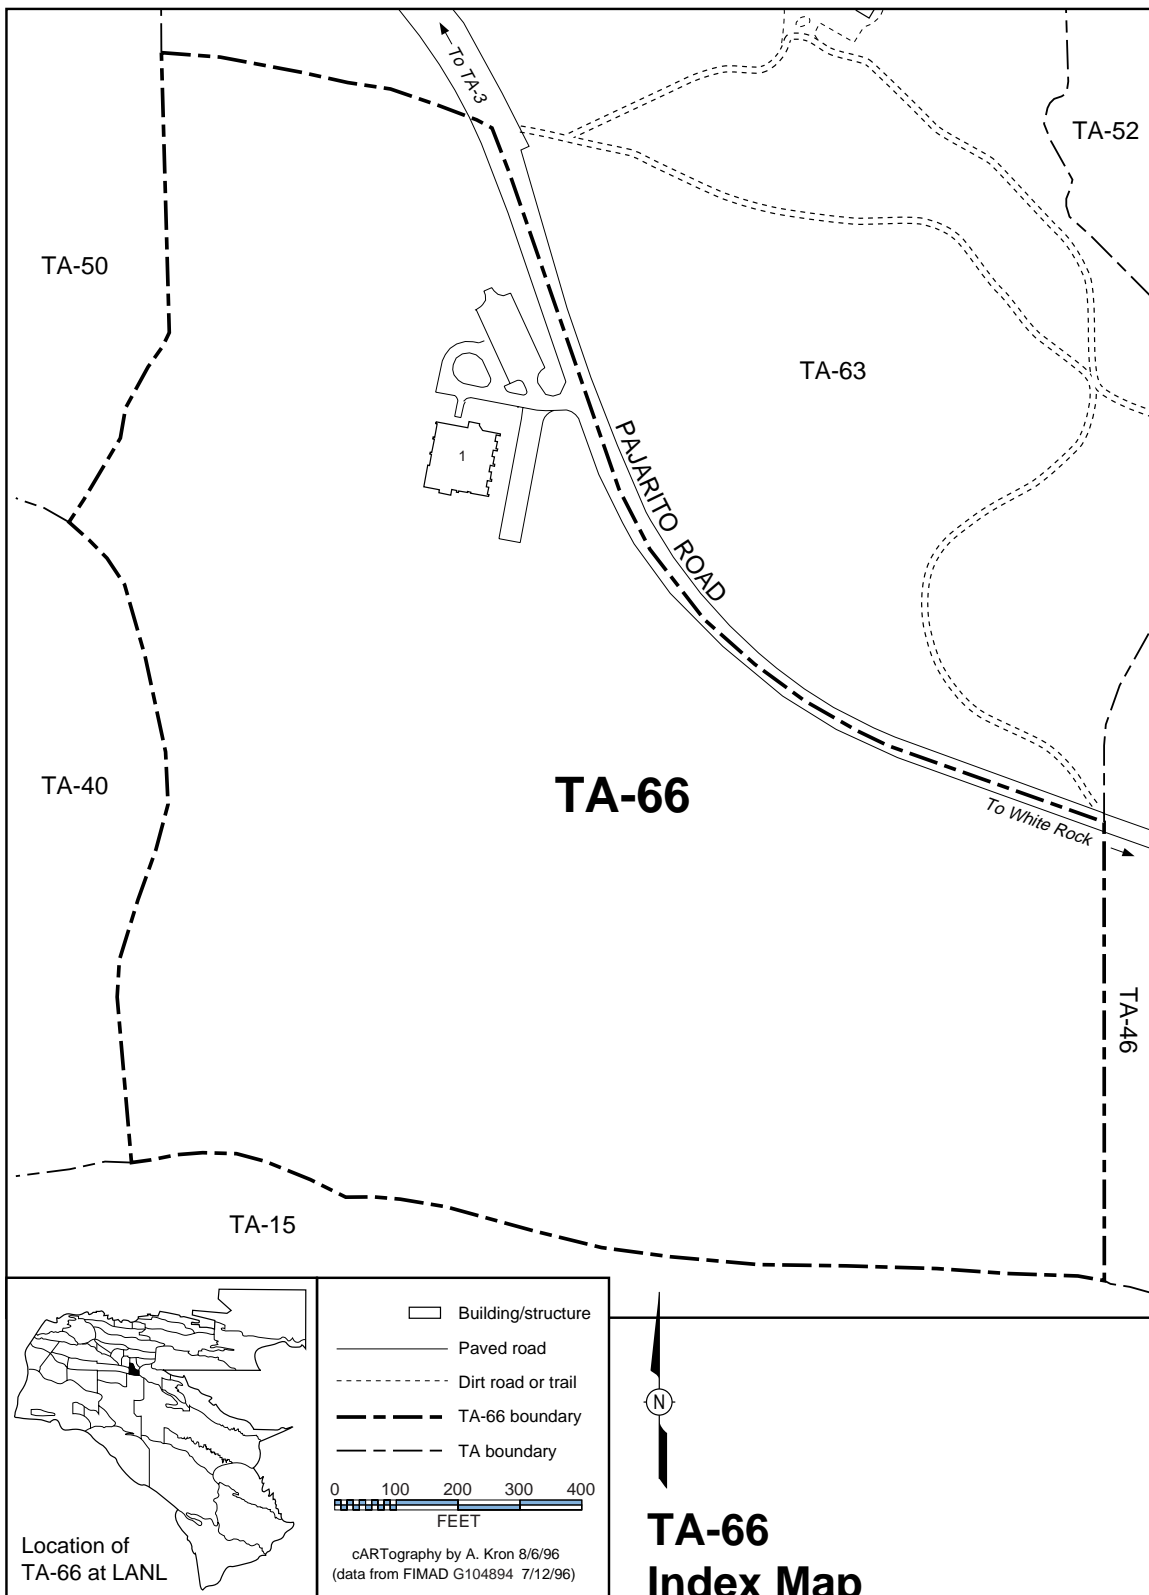 To TA-3
TA-52
TA-50
TA-63
1
PAJARITO ROAD
TA-40
TA-66
To White Rock
TA-46
TA-15
Building/structure
Paved road
Dirt road or trail
TA-66 boundary
TA boundary
0 100 200 300 400
FEET
cARTography by A. Kron 8/6/96
(data from FIMAD G104894 7/12/96)
Location of
TA-66 at LANL
N
TA-66
Index Map